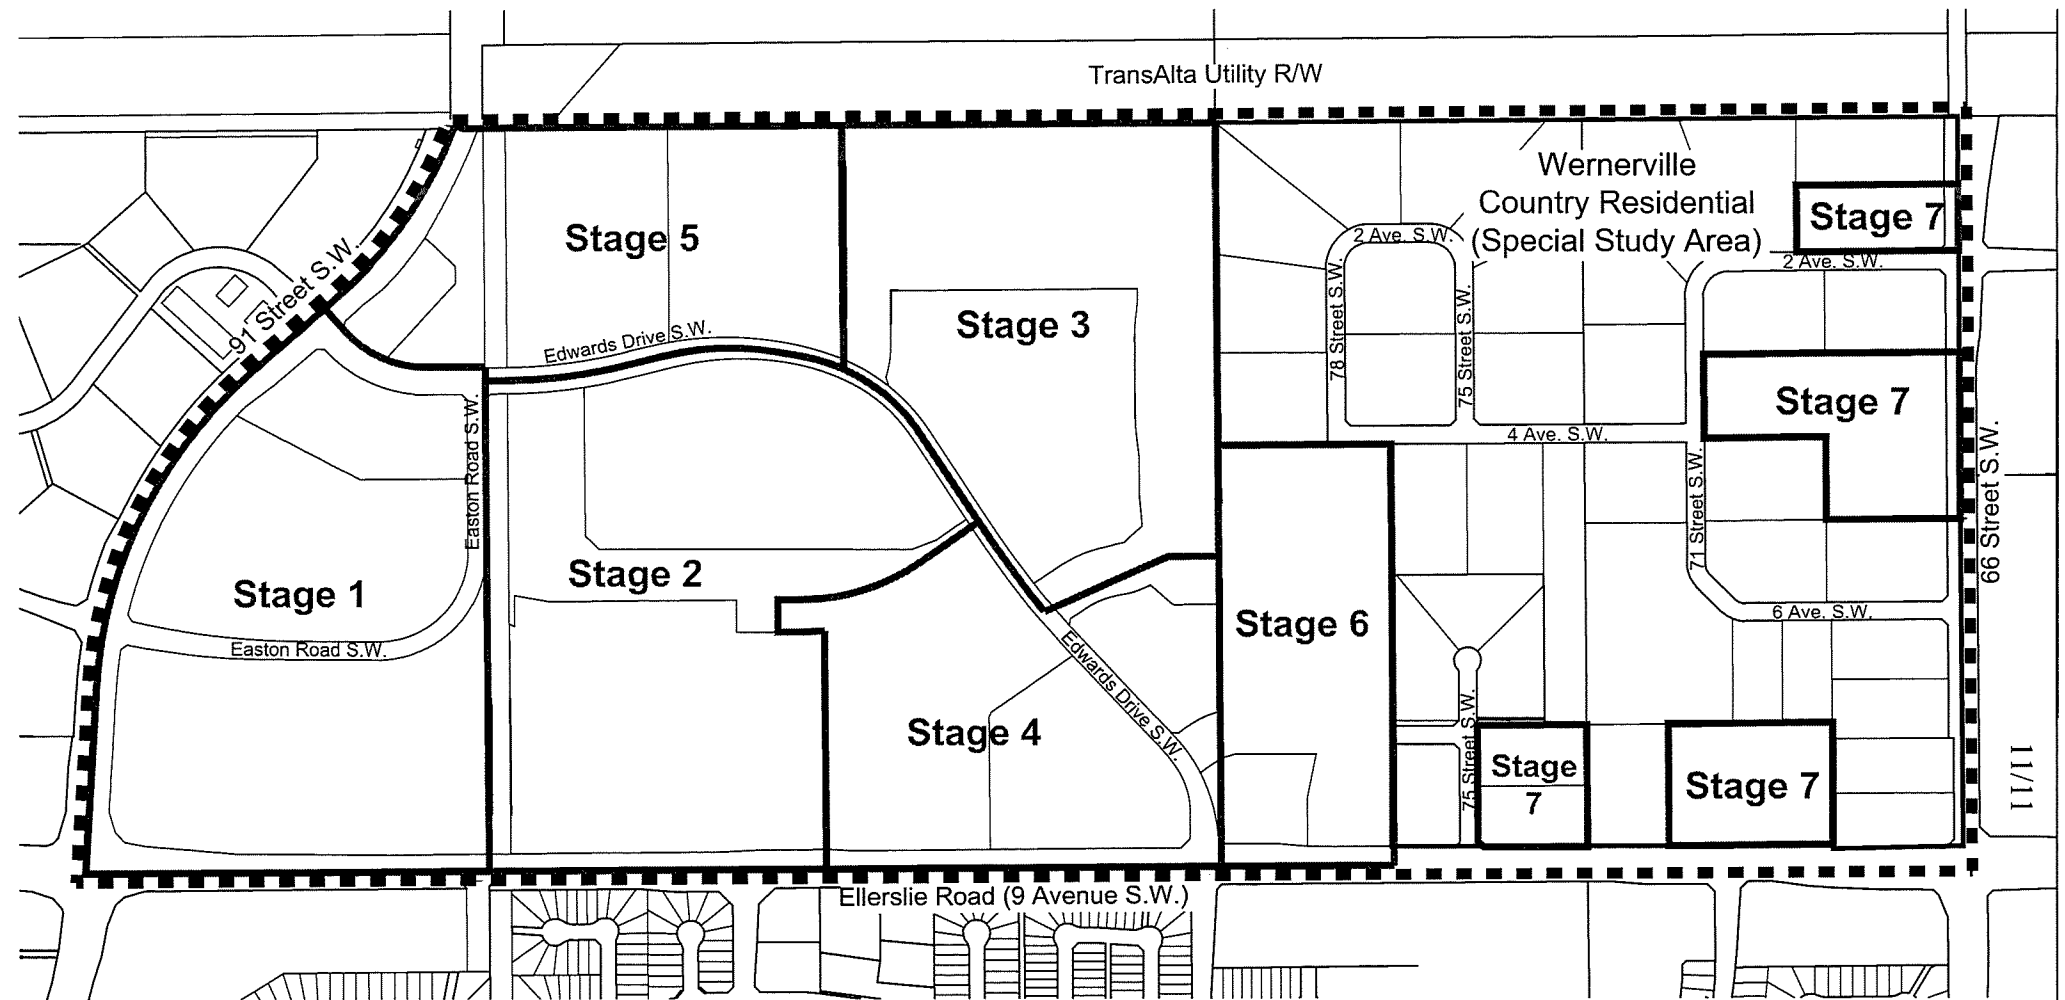 TransAlta Utility R/W
Wernerville
Country Residential
(Special Study Area)
Stage 7
2 Ave. S.W.
2 Ave. S.W.
Stage 5
91 Street S.W.
Stage 3
Edwards Drive S.W.
78 Street S.W.
75 Street S.W.
Stage 7
4 Ave. S.W.
Easton Road S.W.
71 Street S.W.
66 Street S.W.
Stage 1
Stage 2
Stage 6
6 Ave. S.W.
Easton Road S.W.
Edwards Drive S.W.
Stage 4
75 Street S.W.
Stage
7
Stage 7
11/11
Ellerslie Road (9 Avenue S.W.)